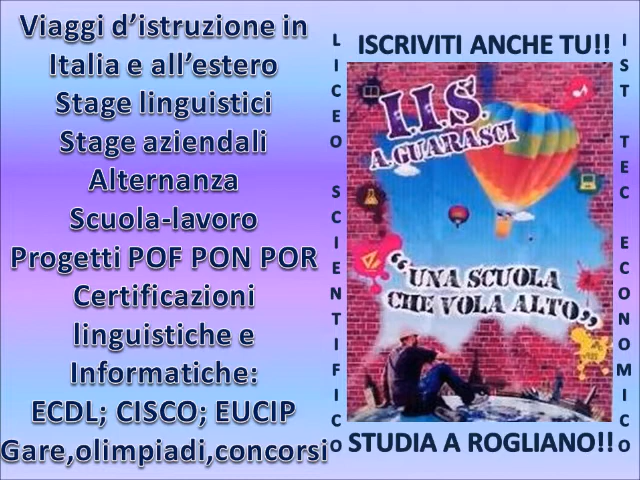 Viaggi d'istruzione in
Italia e all'estero
Stage linguistici
Stage aziendali
Alternanza
Scuola-lavoro
Progetti POF PON POR
Certificazioni
linguistiche e
Informatiche:
ECDL; CISCO; EUCIP
Gare,olimpiadi,concorsi
LICEO SCIENTIFICO
ISCRIVITI ANCHE TU!!
I.I.S.
A. GUARASCI
“UNA SCUOLA
CHE VOLA ALTO„
STUDIA A ROGLIANO!!
IST TEC ECONOMICO